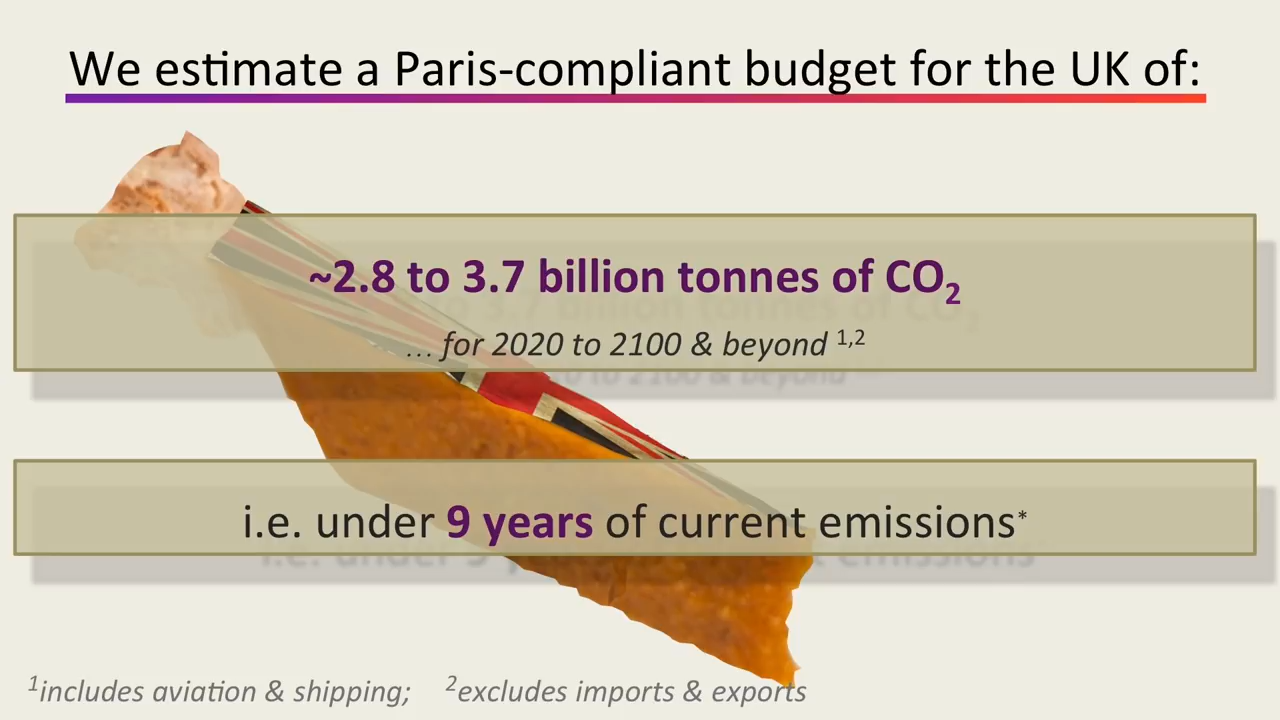 We estimate a Paris-compliant budget for the UK of:
~2.8 to 3.7 billion tonnes of CO₂
... for 2020 to 2100 & beyond ¹,²
i.e. under 9 years of current emissions*
¹includes aviation & shipping; ²excludes imports & exports